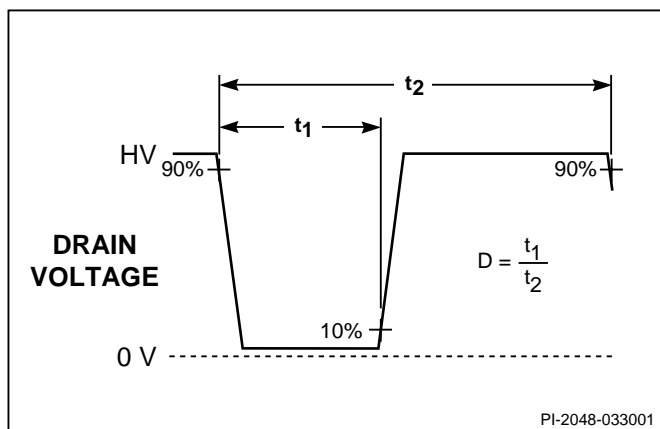 t2
t1
HV
90%
90%
DRAIN
VOLTAGE
D = t1
t2
10%
0 V
PI-2048-033001